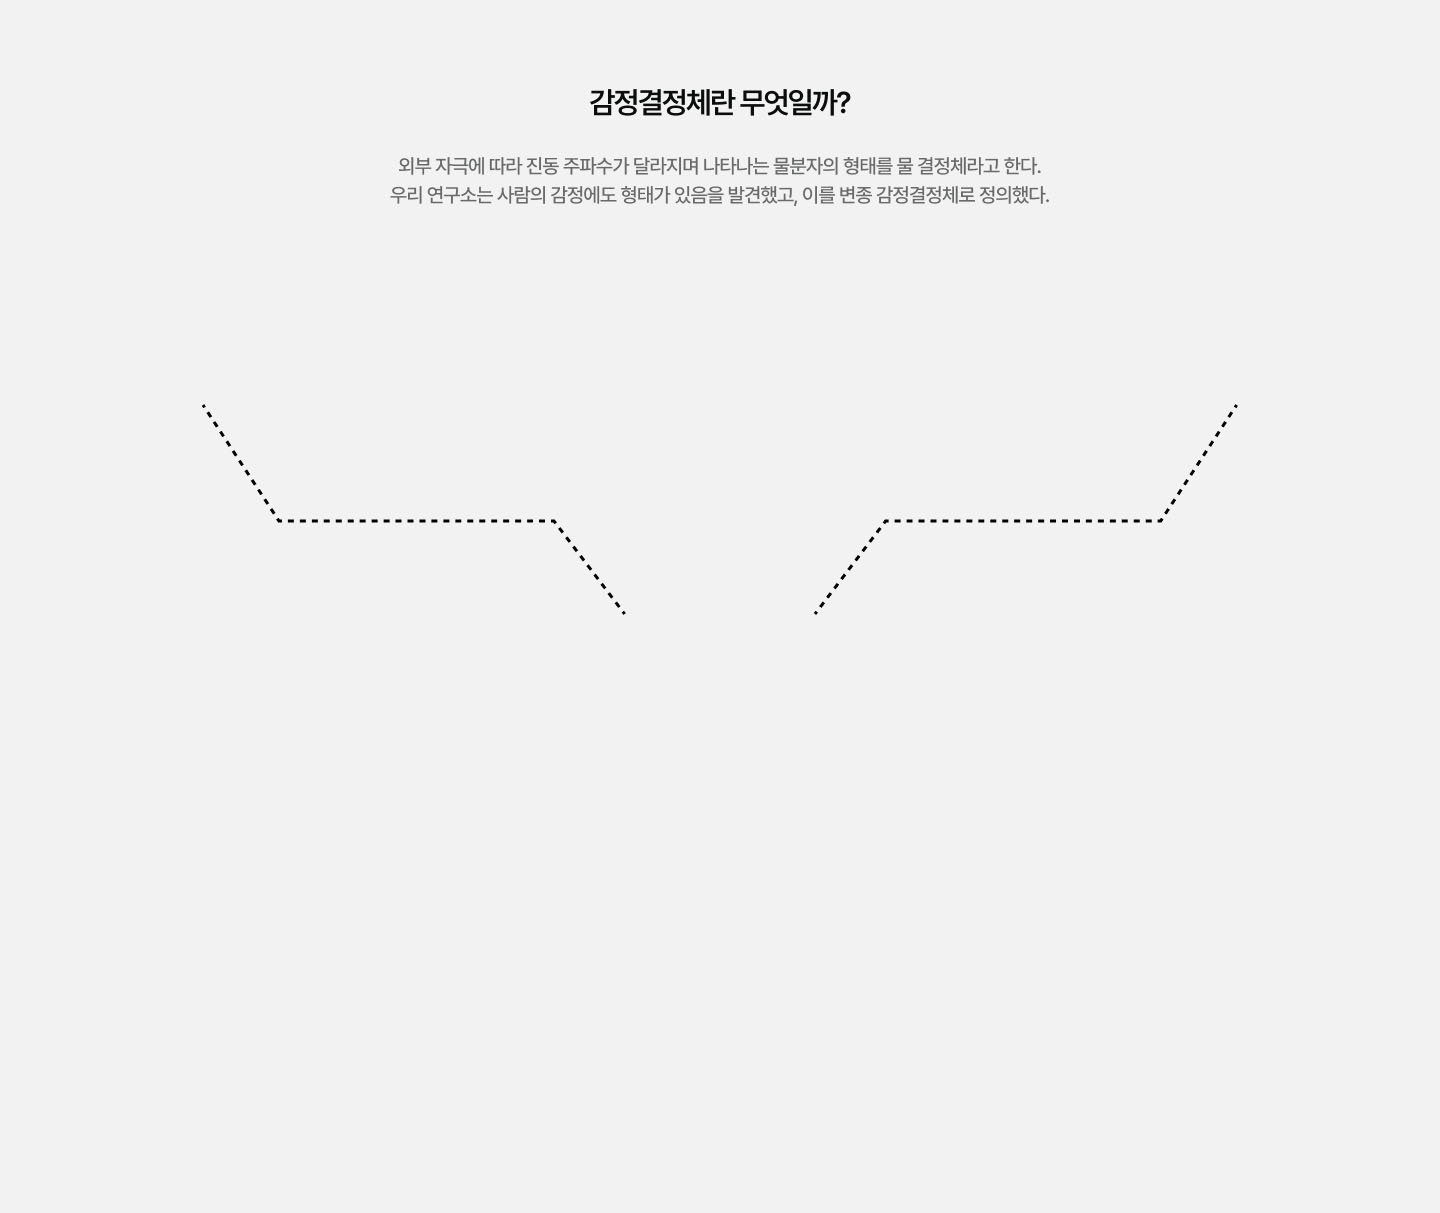 감정결정체란 무엇일까?
외부 자극에 따라 진동 주파수가 달라지며 나타나는 물분자의 형태를 물 결정체라고 한다.
우리 연구소는 사람의 감정에도 형태가 있음을 발견했고, 이를 변종 감정결정체로 정의했다.